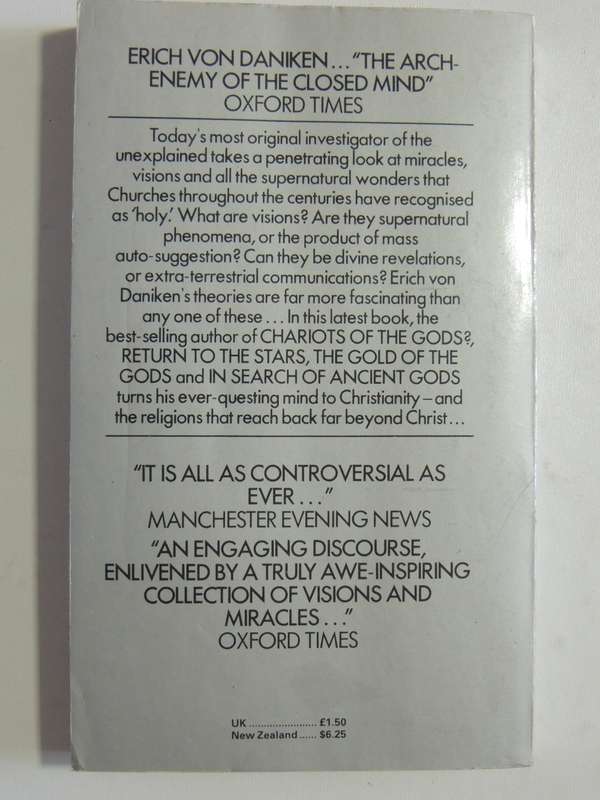 ERICH VON DANIKEN... "THE ARCH-
ENEMY OF THE CLOSED MIND"
OXFORD TIMES
Today's most original investigator of the
unexplained takes a penetrating look at miracles,
visions and all the supernatural wonders that
Churches throughout the centuries have recognised
as 'holy.' What are visions? Are they supernatural
phenomena, or the product of mass
auto-suggestion? Can they be divine revelations,
or extra-terrestrial communications? Erich von
Daniken's theories are far more fascinating than
any one of these... In this latest book, the
best-selling author of CHARIOTS OF THE GODS?,
RETURN TO THE STARS, THE GOLD OF THE
GODS and IN SEARCH OF ANCIENT GODS
turns his ever-questing mind to Christianity – and
the religions that reach back far beyond Christ...
"IT IS ALL AS CONTROVERSIAL AS
EVER..."
MANCHESTER EVENING NEWS
"AN ENGAGING DISCOURSE,
ENLIVENED BY A TRULY AWE-INSPIRING
COLLECTION OF VISIONS AND
MIRACLES..."
OXFORD TIMES
UK ....................... £1.50
New Zealand ...... $6.25